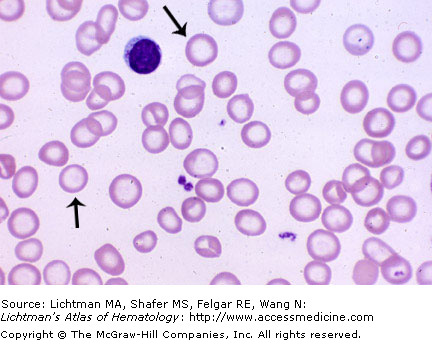 Source: Lichtman MA, Shafer MS, Felgar RE, Wang N:
Lichtman's Atlas of Hematology: http://www.accessmedicine.com
Copyright © The McGraw-Hill Companies, Inc. All rights reserved.